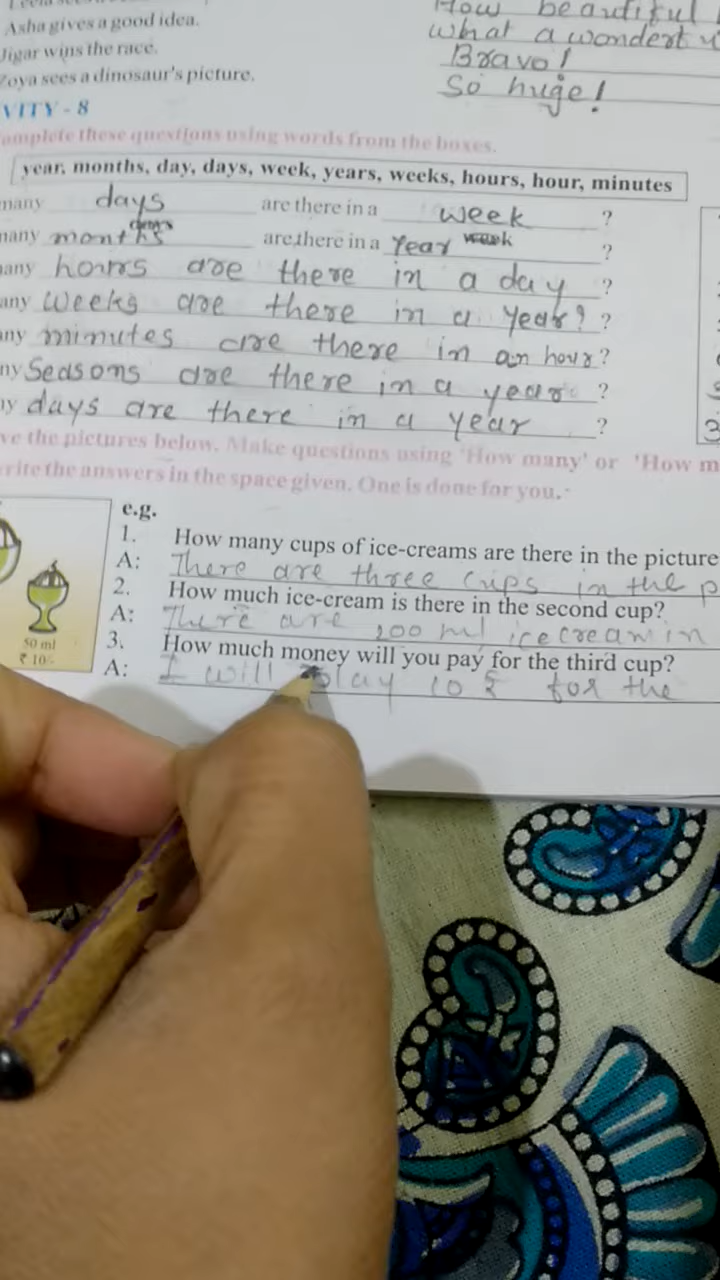 How beautiful
Asha gives a good idea.
what a wonderful
Jigar wins the race.
Bravo!
Zoya sees a dinosaur's picture.
So huge!
VITY - 8
omplete these questions using words from the boxes.
year, months, day, days, week, years, weeks, hours, hour, minutes
many days are there in a week ?
many months are there in a year week ?
any hours are there in a day ?
any weeks are there in a year? ?
any minutes are there in an hour?
ny Seasons are there in a year ?
ny days are there in a year ?
3
ve the pictures below. Make questions using 'How many' or 'How m
write the answers in the space given. One is done for you.
e.g.
1. How many cups of ice-creams are there in the picture
A: There are three cups in the p
2. How much ice-cream is there in the second cup?
A: There are 100 ml icecream in
3. How much money will you pay for the third cup?
A: I will play 10 ₹ for the
50 ml
₹ 10/-